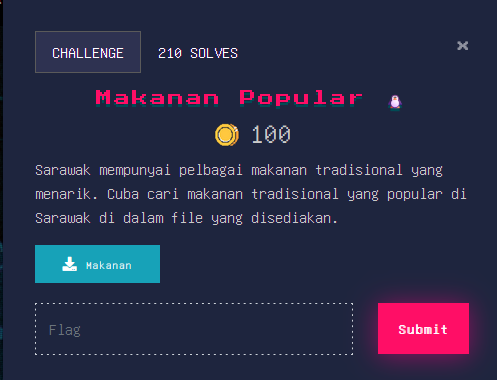 CHALLENGE 210 SOLVES ×
Makanan Popular
100
Sarawak mempunyai pelbagai makanan tradisional yang
menarik. Cuba cari makanan tradisional yang popular di
Sarawak di dalam file yang disediakan.
Makanan
Flag Submit